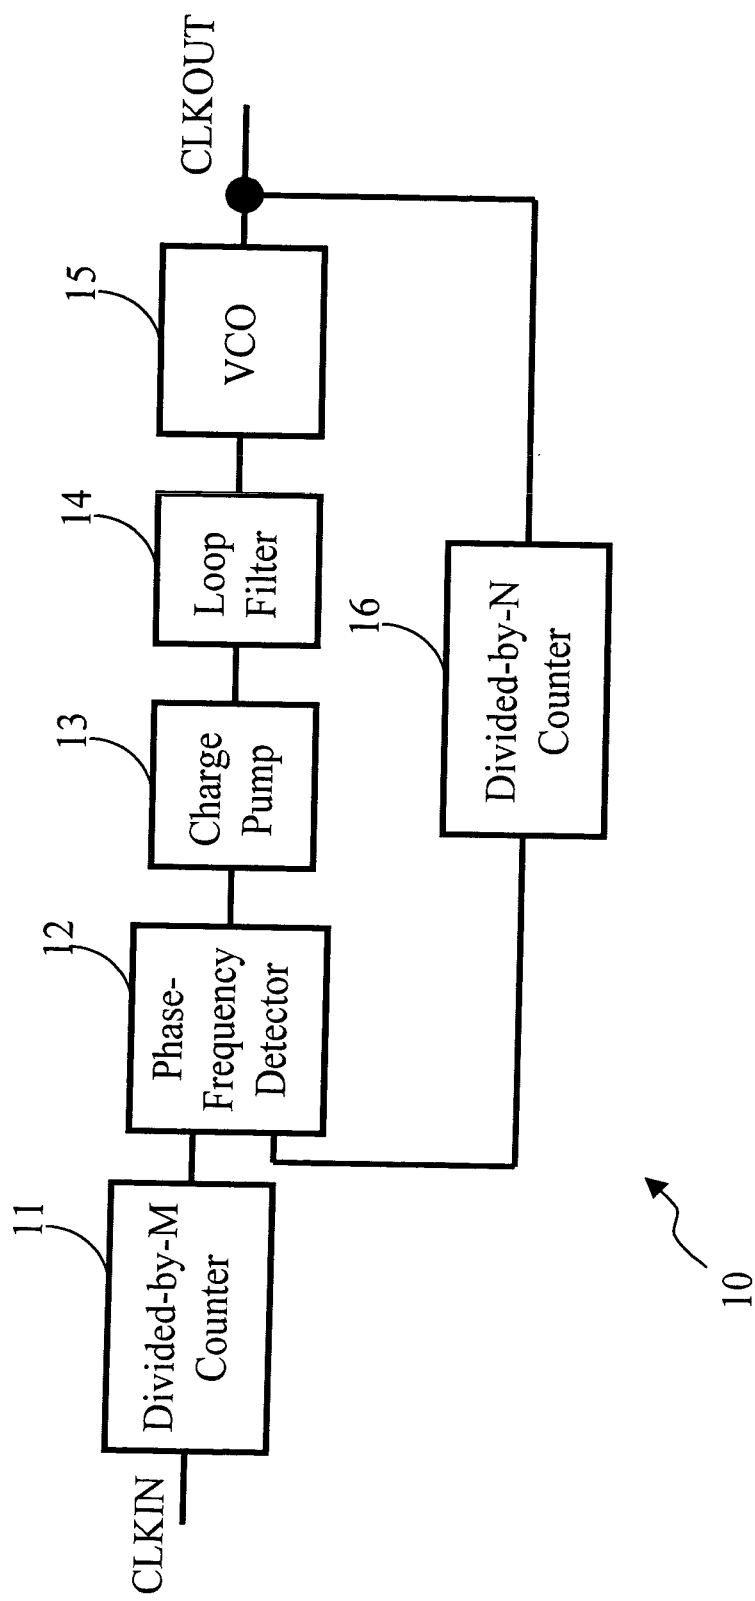 CLKIN
11
Divided-by-M
Counter
12
Phase-
Frequency
Detector
13
Charge
Pump
14
Loop
Filter
15
VCO
CLKOUT
16
Divided-by-N
Counter
10